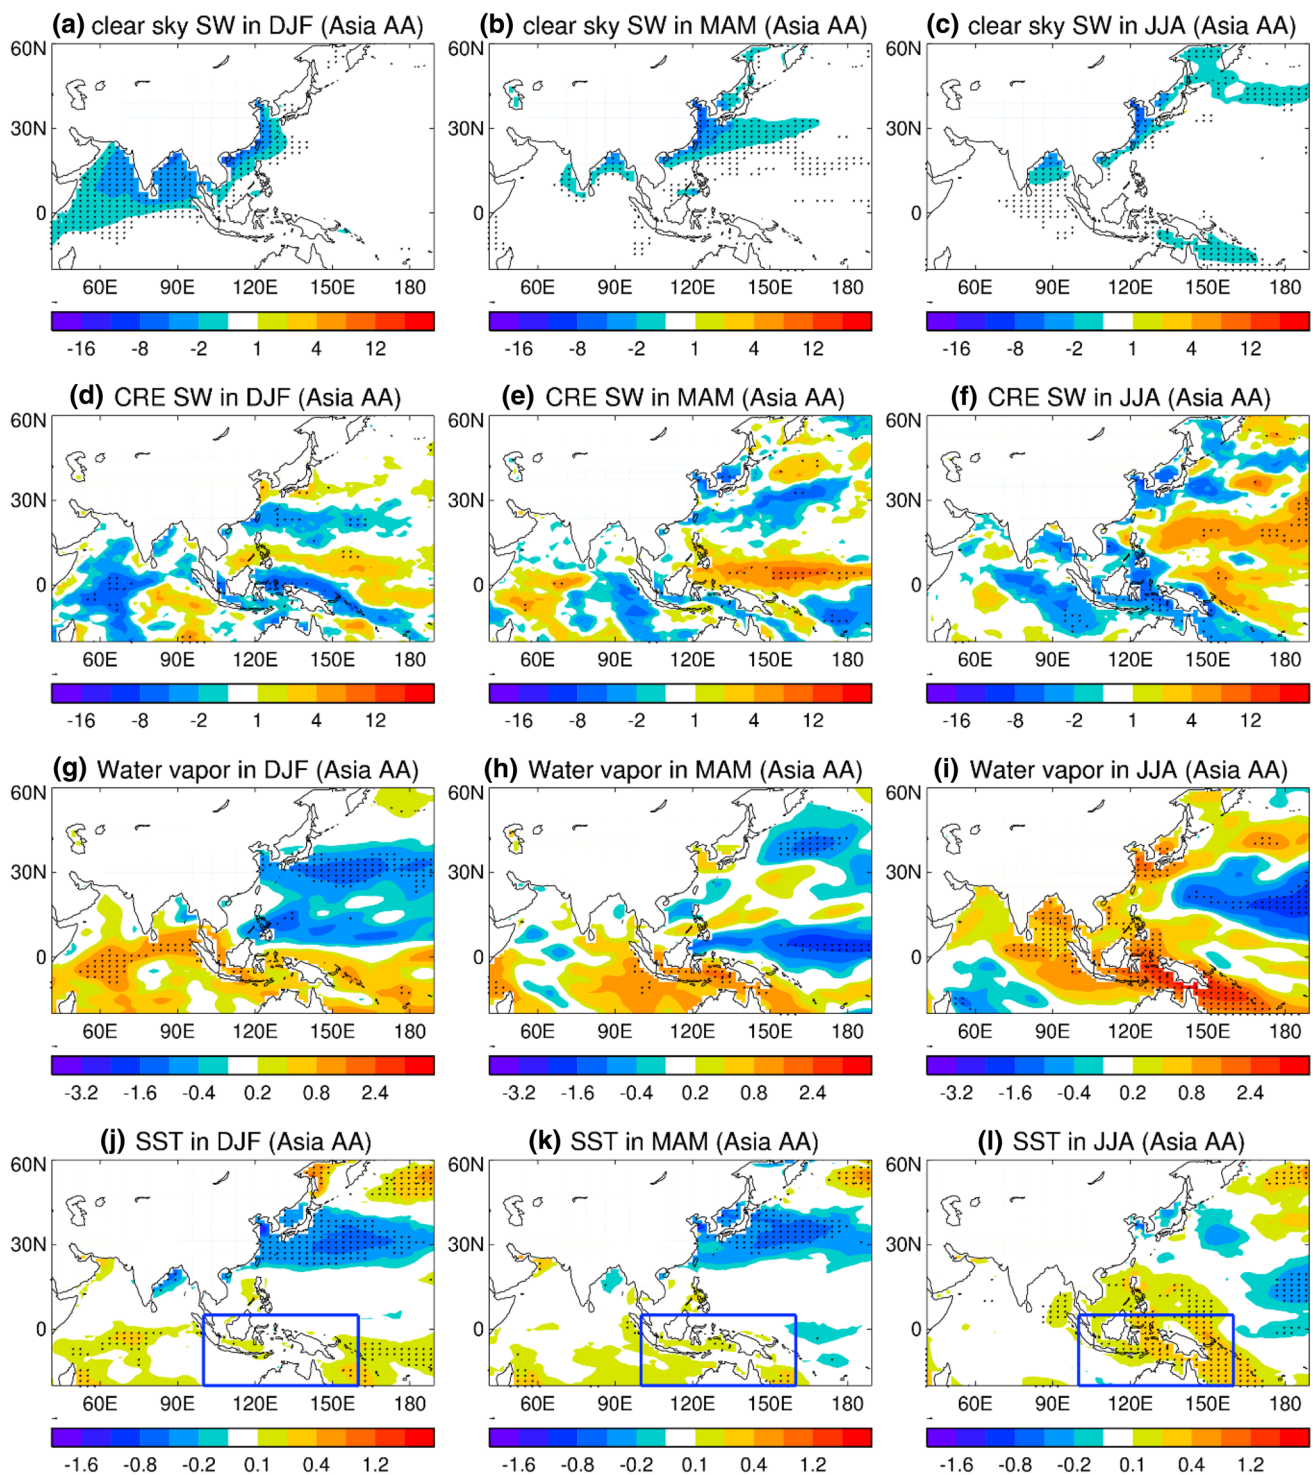 (a) clear sky SW in DJF (Asia AA)
(b) clear sky SW in MAM (Asia AA)
(c) clear sky SW in JJA (Asia AA)
60N 30N 0
60N 30N 0
60N 30N 0
60E 90E 120E 150E 180
60E 90E 120E 150E 180
60E 90E 120E 150E 180
-16 -8 -2 1 4 12
-16 -8 -2 1 4 12
-16 -8 -2 1 4 12
(d) CRE SW in DJF (Asia AA)
(e) CRE SW in MAM (Asia AA)
(f) CRE SW in JJA (Asia AA)
60N 30N 0
60N 30N 0
60N 30N 0
60E 90E 120E 150E 180
60E 90E 120E 150E 180
60E 90E 120E 150E 180
-16 -8 -2 1 4 12
-16 -8 -2 1 4 12
-16 -8 -2 1 4 12
(g) Water vapor in DJF (Asia AA)
(h) Water vapor in MAM (Asia AA)
(i) Water vapor in JJA (Asia AA)
60N 30N 0
60N 30N 0
60N 30N 0
60E 90E 120E 150E 180
60E 90E 120E 150E 180
60E 90E 120E 150E 180
-3.2 -1.6 -0.4 0.2 0.8 2.4
-3.2 -1.6 -0.4 0.2 0.8 2.4
-3.2 -1.6 -0.4 0.2 0.8 2.4
(j) SST in DJF (Asia AA)
(k) SST in MAM (Asia AA)
(l) SST in JJA (Asia AA)
60N 30N 0
60N 30N 0
60N 30N 0
60E 90E 120E 150E 180
60E 90E 120E 150E 180
60E 90E 120E 150E 180
-1.6 -0.8 -0.2 0.1 0.4 1.2
-1.6 -0.8 -0.2 0.1 0.4 1.2
-1.6 -0.8 -0.2 0.1 0.4 1.2